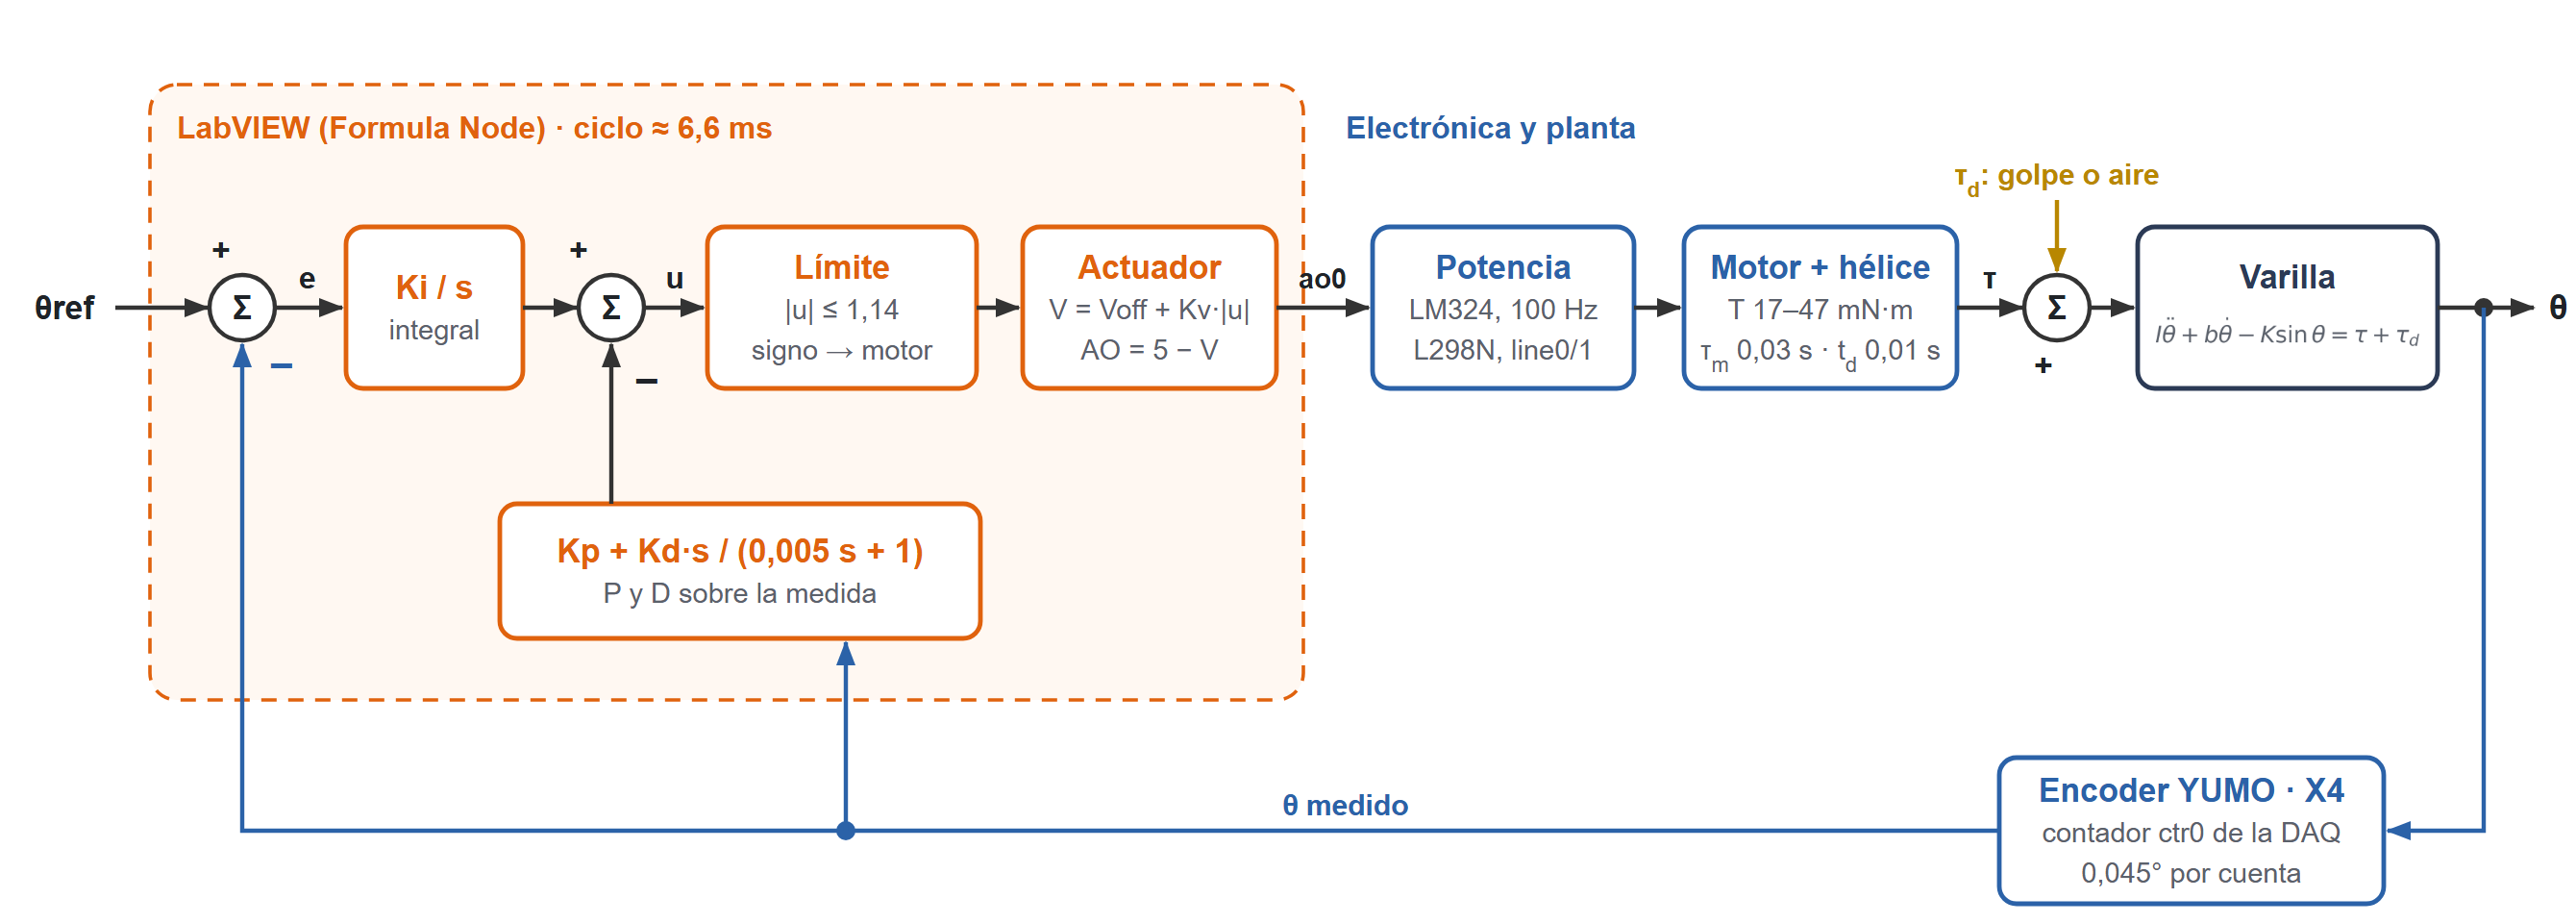 LabVIEW (Formula Node) · ciclo ≈ 6,6 ms
Electrónica y planta
τd: golpe o aire
θref
+
Σ
−
e
Ki / s
integral
+
Σ
−
u
Límite
|u| ≤ 1,14
signo → motor
Actuador
V = Voff + Kv·|u|
AO = 5 − V
ao0
Potencia
LM324, 100 Hz
L298N, line0/1
Motor + hélice
T 17–47 mN·m
τm 0,03 s · td 0,01 s
τ
Σ
+
Varilla
Iθ̈ + bθ̇ − K sin θ = τ + τd
θ
Kp + Kd·s / (0,005 s + 1)
P y D sobre la medida
θ medido
Encoder YUMO · X4
contador ctr0 de la DAQ
0,045° por cuenta